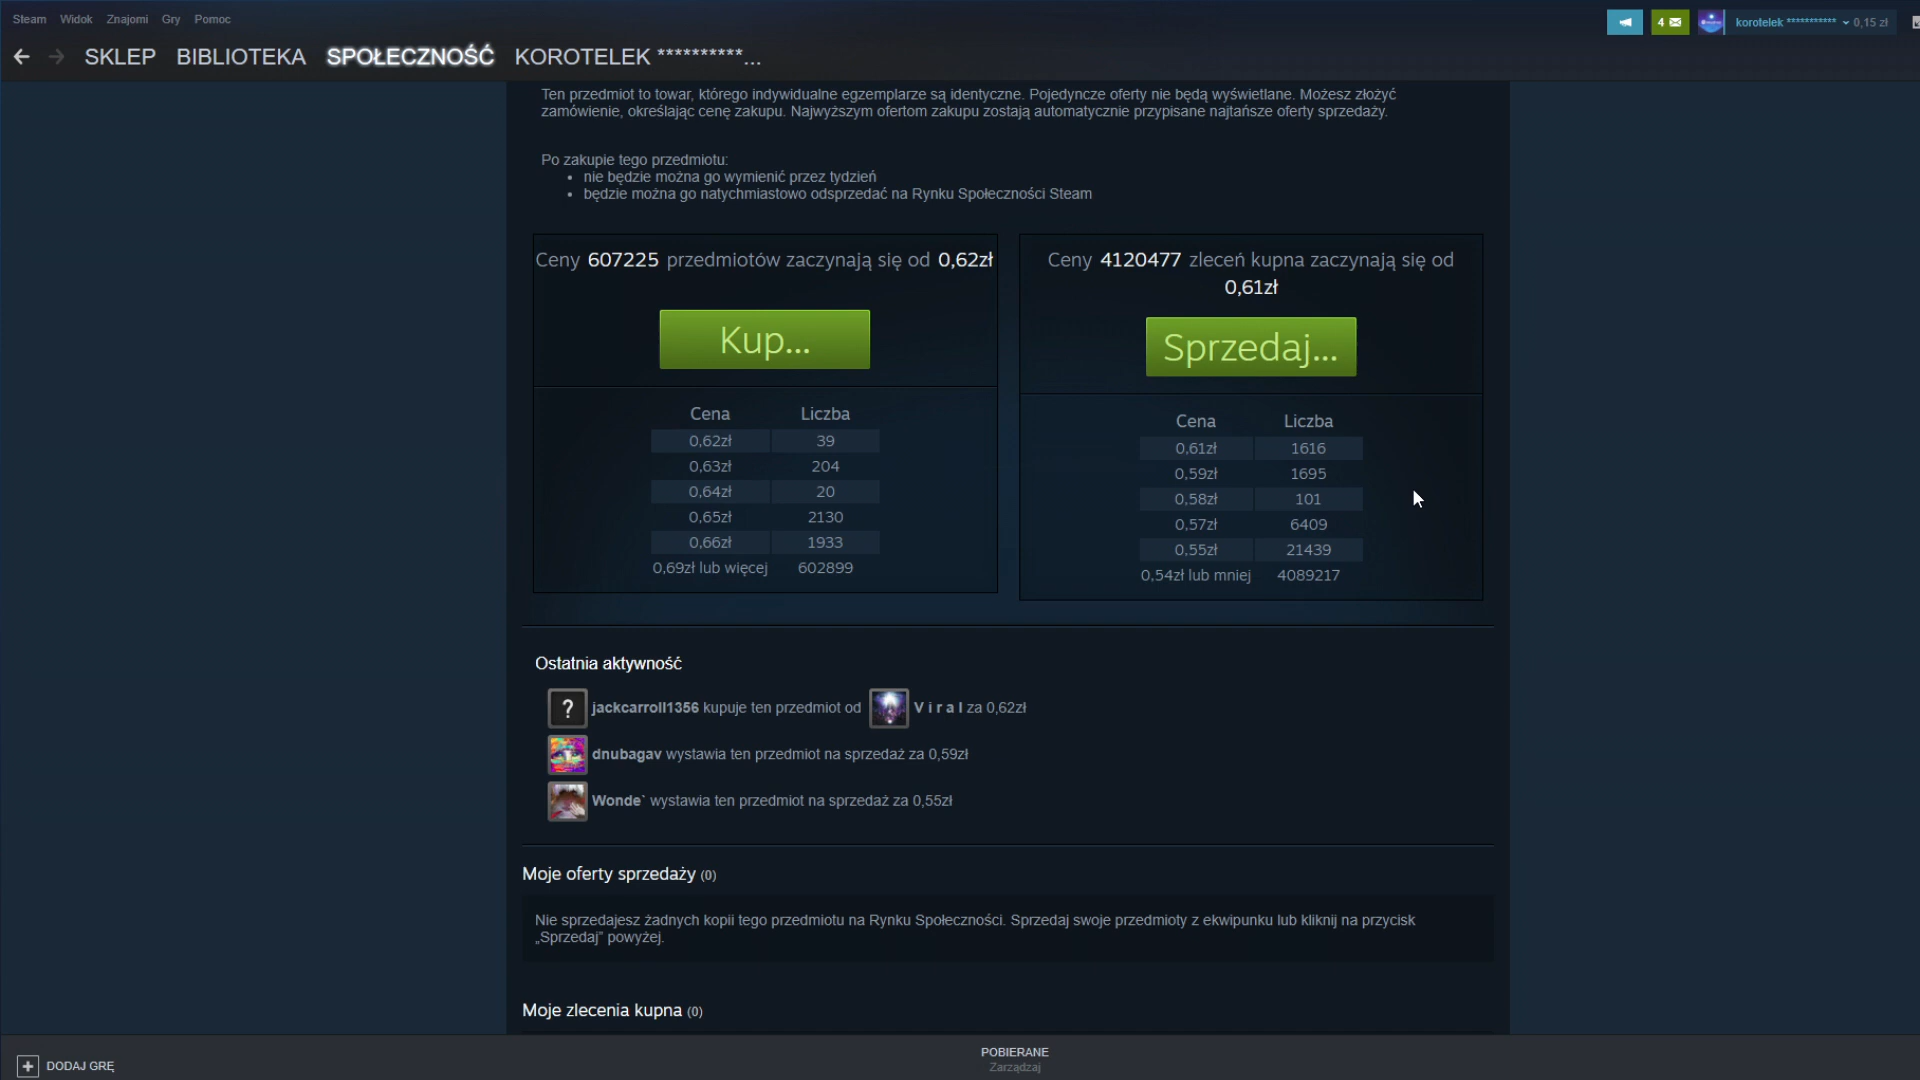 Steam Widok Znajomi Gry Pomoc
4 korotelek *********** 0,15 zł
SKLEP BIBLIOTEKA SPOŁECZNOŚĆ KOROTELEK **********...
Ten przedmiot to towar, którego indywidualne egzemplarze są identyczne. Pojedyncze oferty nie będą wyświetlane. Możesz złożyć
zamówienie, określając cenę zakupu. Najwyższym ofertom zakupu zostają automatycznie przypisane najtańsze oferty sprzedaży.
Po zakupie tego przedmiotu:
• nie będzie można go wymienić przez tydzień
• będzie można go natychmiastowo odsprzedać na Rynku Społeczności Steam
Ceny 607225 przedmiotów zaczynają się od 0,62zł
Kup...
Cena Liczba
0,62zł 39
0,63zł 204
0,64zł 20
0,65zł 2130
0,66zł 1933
0,69zł lub więcej 602899
Ceny 4120477 zleceń kupna zaczynają się od
0,61zł
Sprzedaj...
Cena Liczba
0,61zł 1616
0,59zł 1695
0,58zł 101
0,57zł 6409
0,55zł 21439
0,54zł lub mniej 4089217
Ostatnia aktywność
? jackcarroll1356 kupuje ten przedmiot od V i r a l za 0,62zł
dnubagav wystawia ten przedmiot na sprzedaż za 0,59zł
Wonde` wystawia ten przedmiot na sprzedaż za 0,55zł
Moje oferty sprzedaży (0)
Nie sprzedajesz żadnych kopii tego przedmiotu na Rynku Społeczności. Sprzedaj swoje przedmioty z ekwipunku lub kliknij na przycisk
„Sprzedaj” powyżej.
Moje zlecenia kupna (0)
DODAJ GRĘ
POBIERANE
Zarządzaj